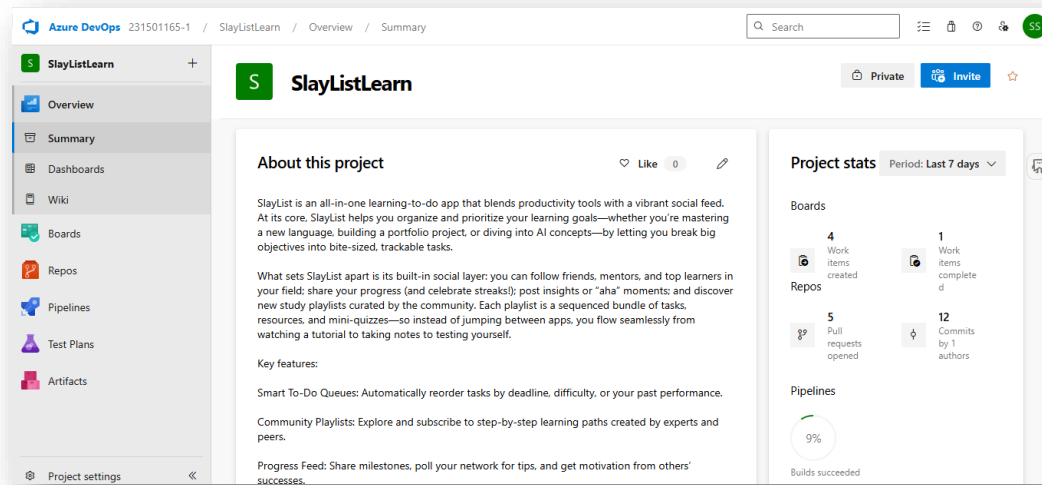 Azure DevOps 231501165-1 / SlayListLearn / Overview / Summary
Search
SS
S SlayListLearn +
Overview
Summary
Dashboards
Wiki
Boards
Repos
Pipelines
Test Plans
Artifacts
Project settings
S SlayListLearn
Private
Invite
About this project
Like 0
SlayList is an all-in-one learning-to-do app that blends productivity tools with a vibrant social feed.
At its core, SlayList helps you organize and prioritize your learning goals—whether you're mastering
a new language, building a portfolio project, or diving into AI concepts—by letting you break big
objectives into bite-sized, trackable tasks.
What sets SlayList apart is its built-in social layer: you can follow friends, mentors, and top learners in
your field; share your progress (and celebrate streaks!); post insights or "aha" moments; and discover
new study playlists curated by the community. Each playlist is a sequenced bundle of tasks,
resources, and mini-quizzes—so instead of jumping between apps, you flow seamlessly from
watching a tutorial to taking notes to testing yourself.
Key features:
Smart To-Do Queues: Automatically reorder tasks by deadline, difficulty, or your past performance.
Community Playlists: Explore and subscribe to step-by-step learning paths created by experts and
peers.
Progress Feed: Share milestones, poll your network for tips, and get motivation from others'
successes.
Project stats
Period: Last 7 days
Boards
4
Work
items
created
1
Work
items
complete
d
Repos
5
Pull
requests
opened
12
Commits
by 1
authors
Pipelines
9%
Builds succeeded